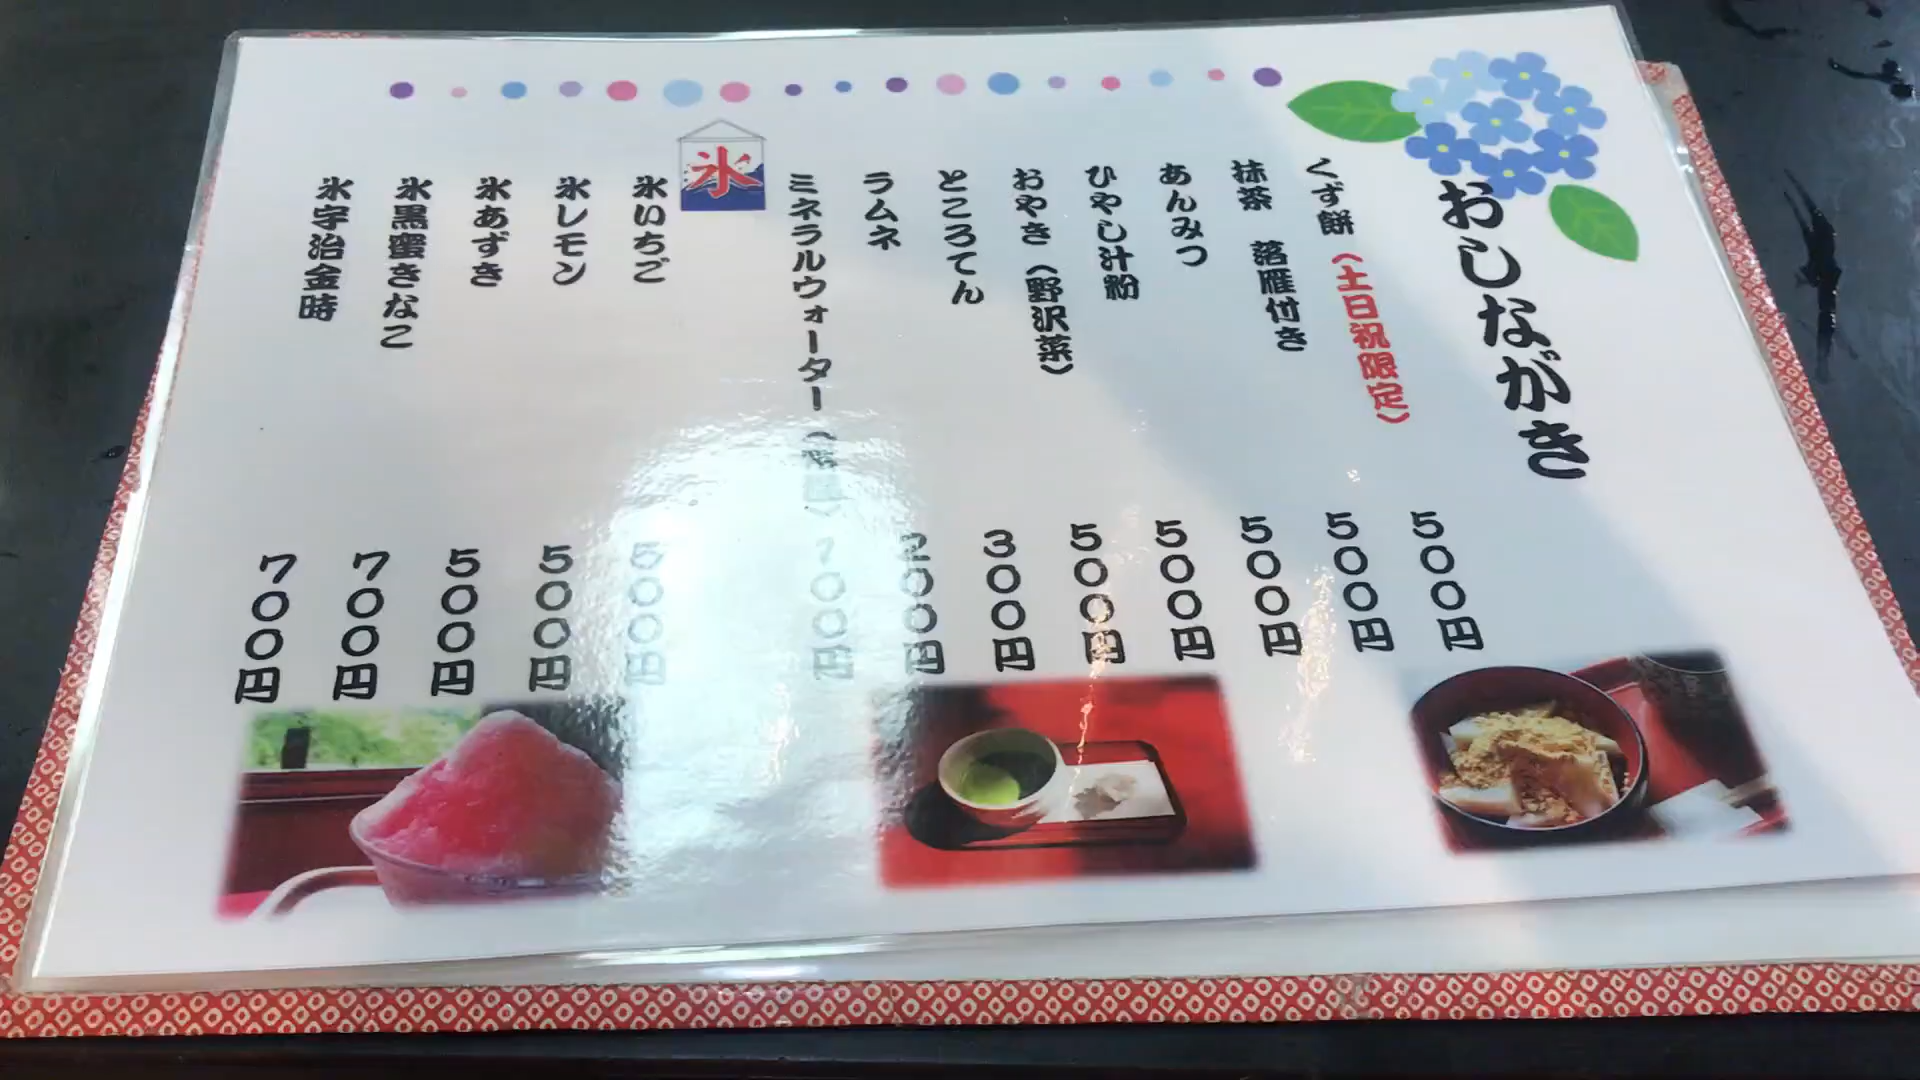 おしながき
くず餅（土日祝限定） 500円
抹茶 落雁付き 500円
あんみつ 500円
ひやし汁粉 500円
おやき（野沢菜） 500円
ところてん 300円
ラムネ 200円
ミネラルウォーター 100円
氷
氷いちご 500円
氷レモン 500円
氷あずき 500円
氷黒蜜きなこ 700円
氷宇治金時 700円